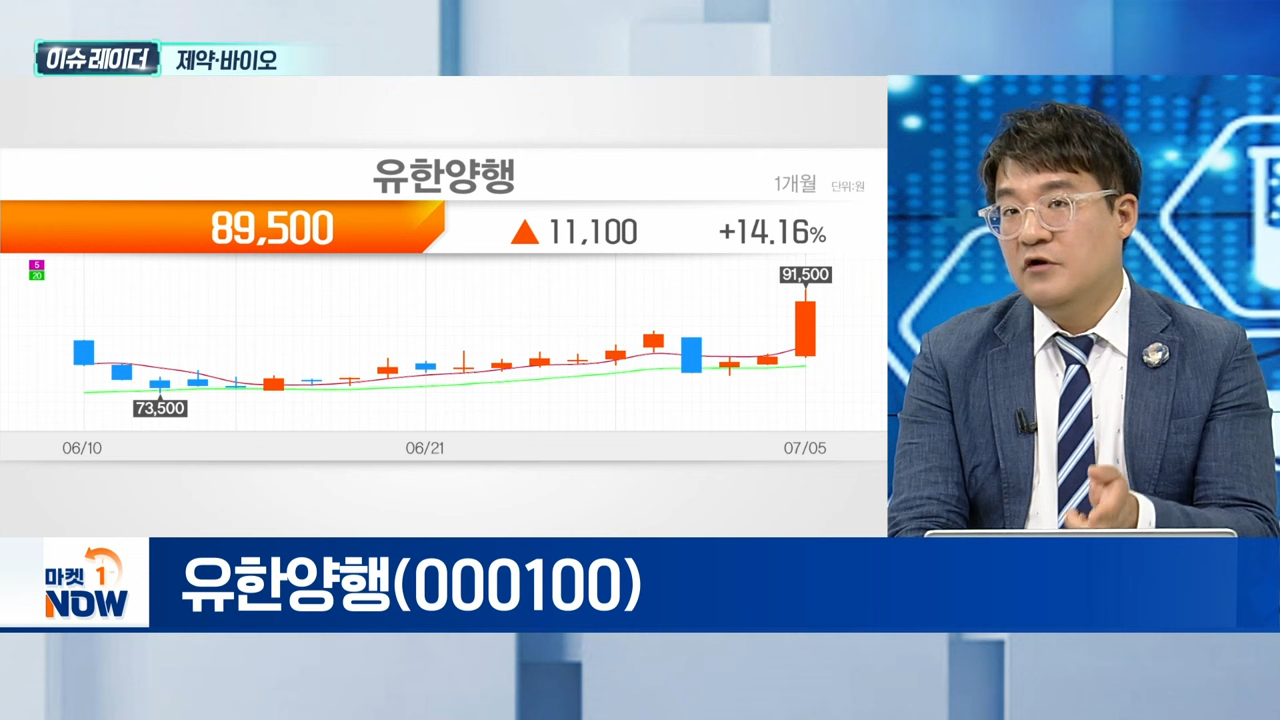 이슈레이더 제약·바이오
유한양행
1개월 단위:원
89,500 ▲ 11,100 +14.16%
5
20
91,500
73,500
06/10 06/21 07/05
마켓 1
NOW
유한양행(000100)